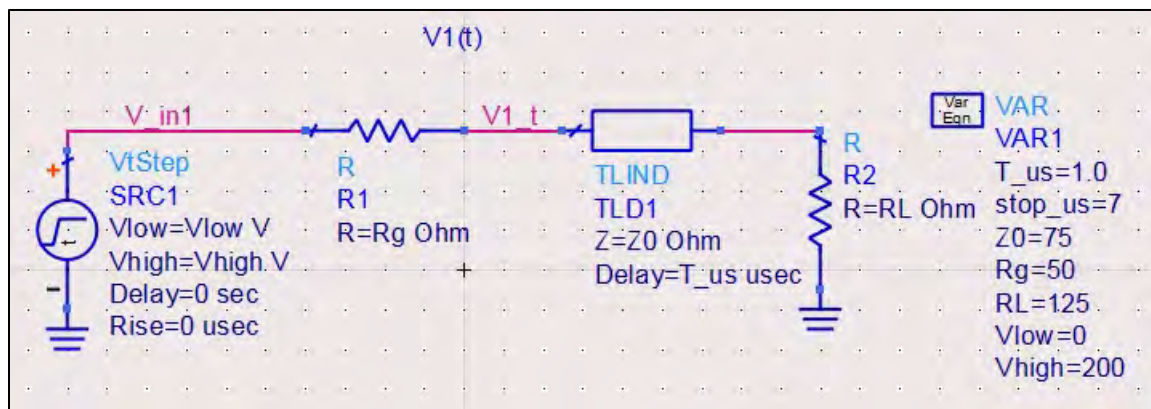 V1(t)
V_in1
V1_t
+
VtStep
SRC1
Vlow=Vlow V
Vhigh=Vhigh V
Delay=0 sec
Rise=0 usec
t
-
R
R1
R=Rg Ohm
TLIND
TLD1
Z=Z0 Ohm
Delay=T_us usec
R
R2
R=RL Ohm
Var
Eqn
VAR
VAR1
T_us=1.0
stop_us=7
Z0=75
Rg=50
RL=125
Vlow=0
Vhigh=200